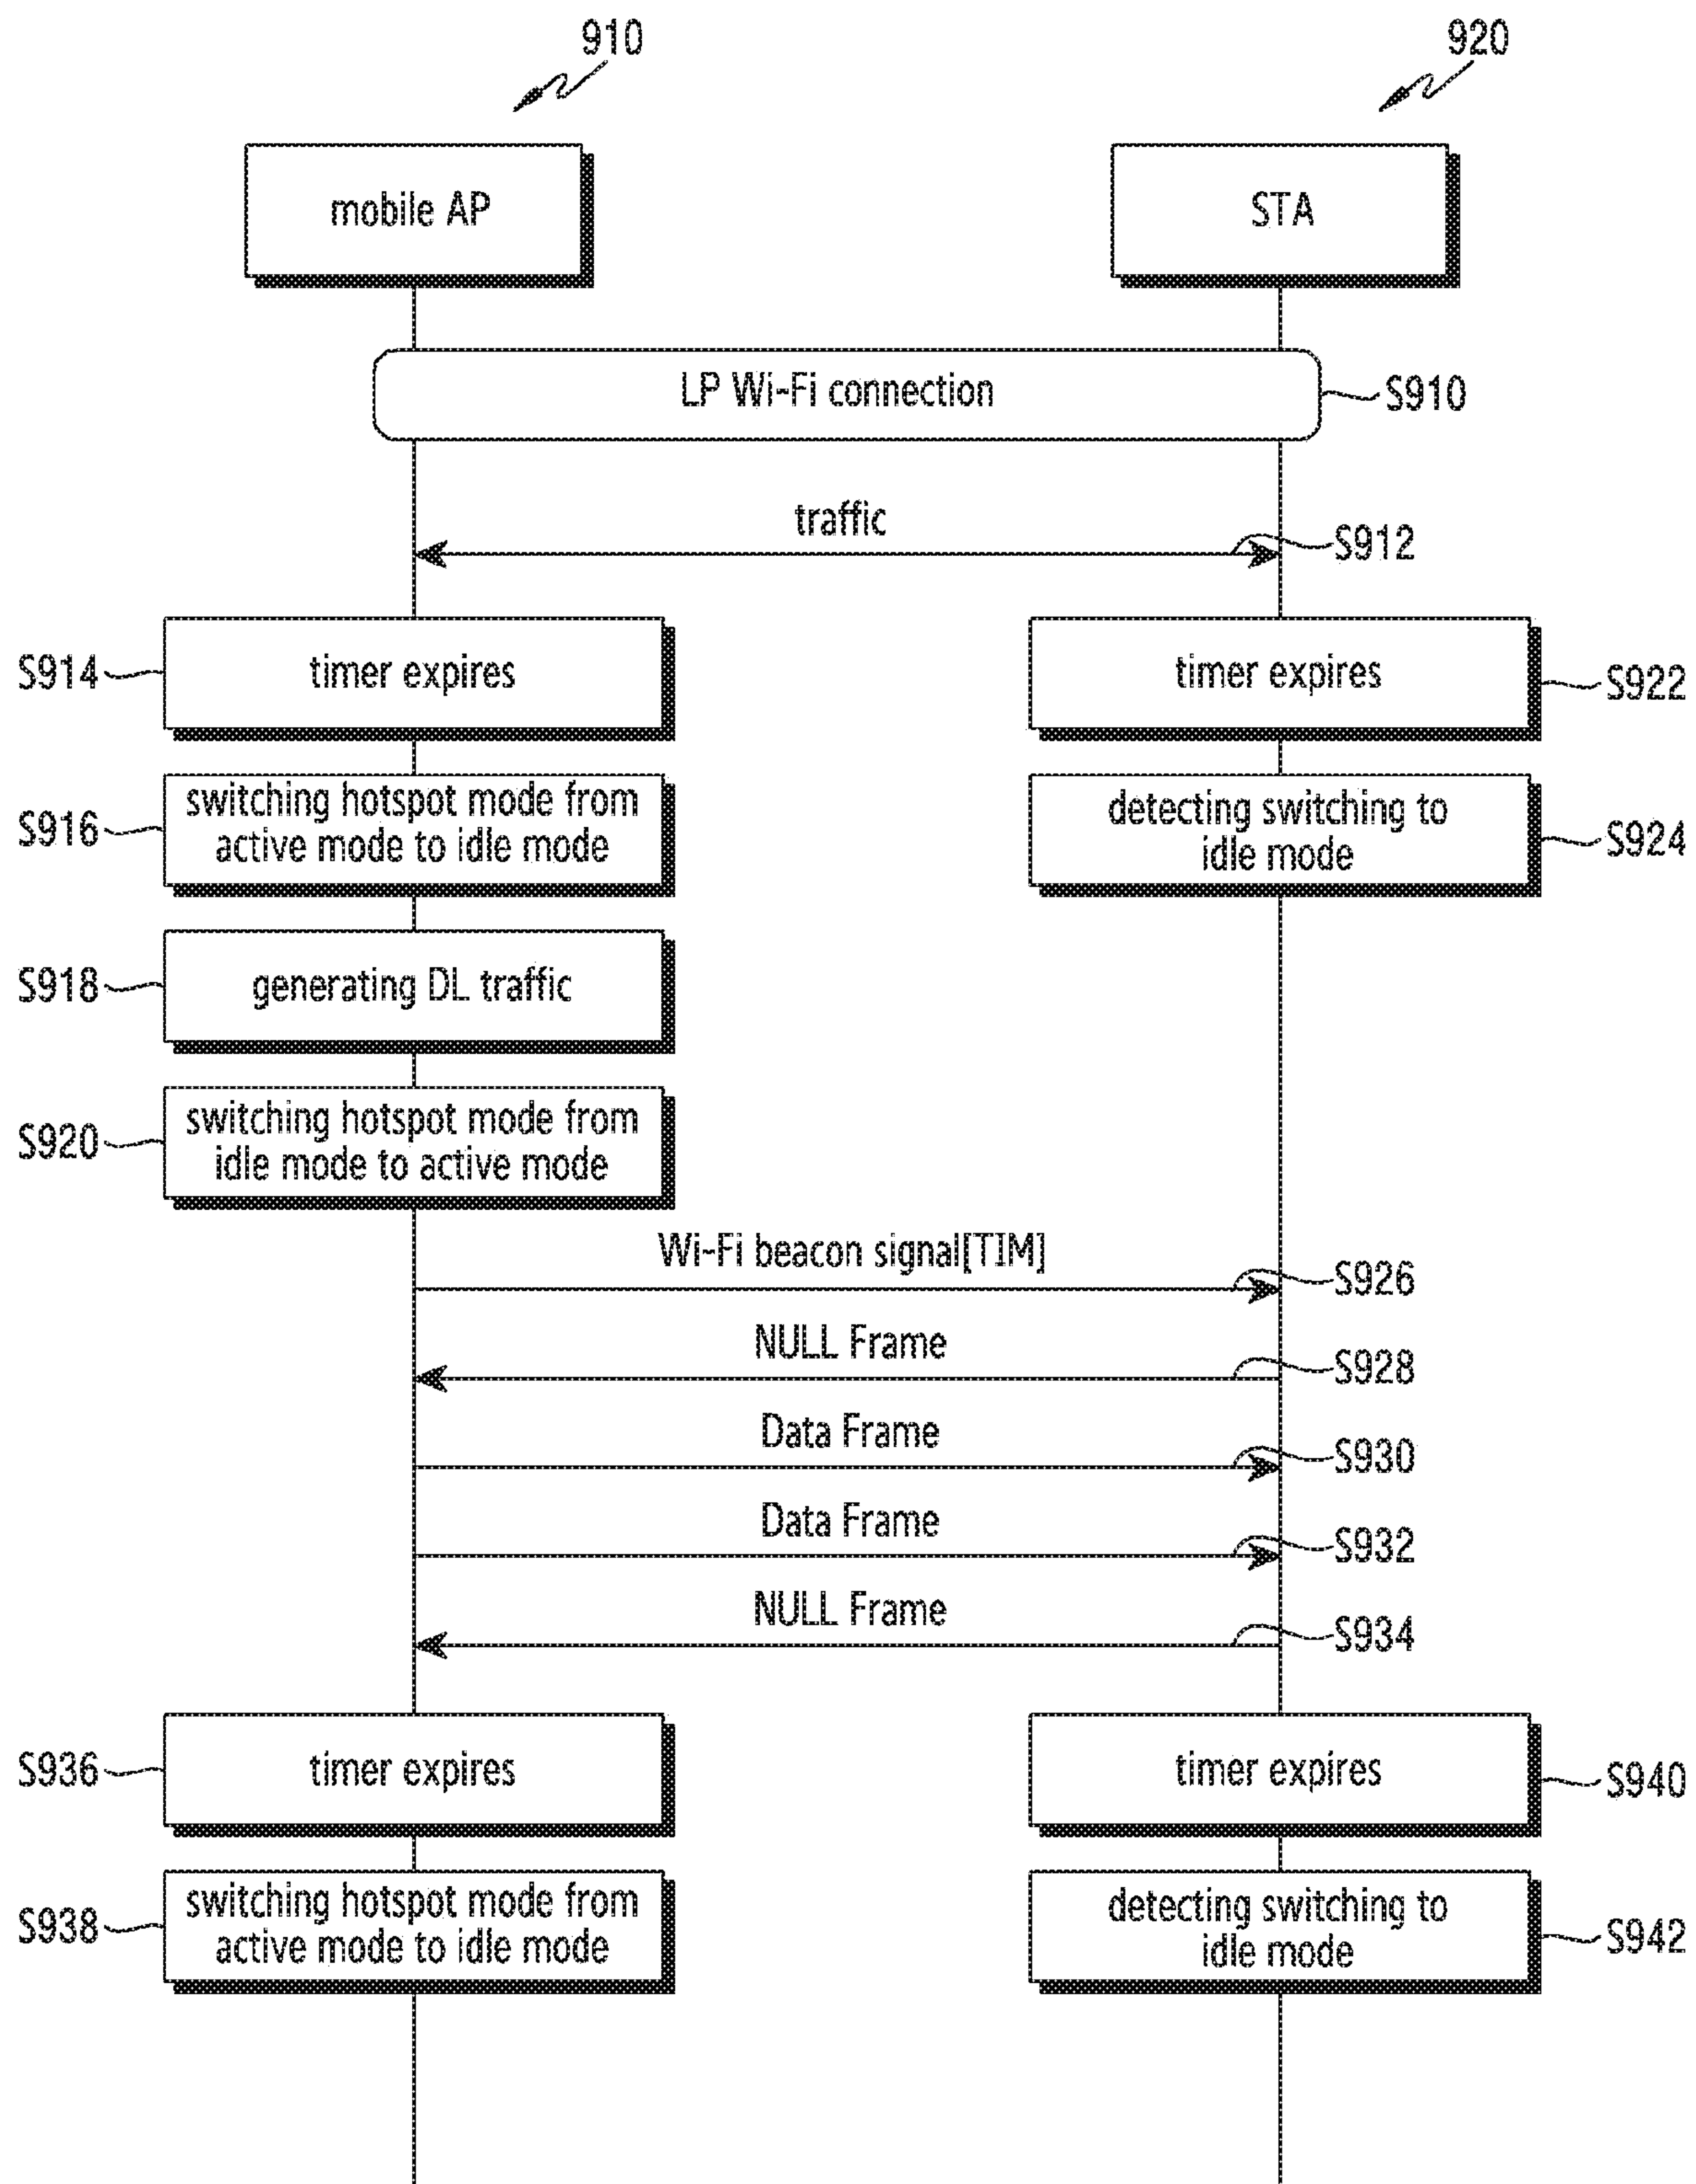 910
920
mobile AP
STA
LP Wi-Fi connection
S910
traffic
S912
S914
timer expires
timer expires
S922
S916
switching hotspot mode from
active mode to idle mode
detecting switching to
idle mode
S924
S918
generating DL traffic
S920
switching hotspot mode from
idle mode to active mode
Wi-Fi beacon signal[TIM]
S926
NULL Frame
S928
Data Frame
S930
Data Frame
S932
NULL Frame
S934
S936
timer expires
timer expires
S940
S938
switching hotspot mode from
active mode to idle mode
detecting switching to
idle mode
S942